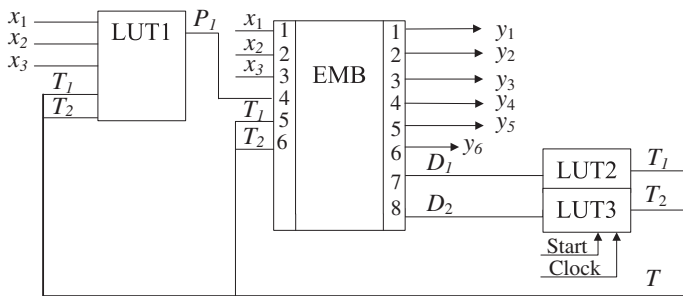 x₁ LUT1 P₁
x₂
x₃
T₁
T₂
x₁ 1 EMB 1 y₁
x₂ 2 2 y₂
x₃ 3 3 y₃
4 4 y₄
T₁ 5 5 y₅
T₂ 6 6 y₆
D₁ 7 LUT2 T₁
D₂ 8 LUT3 T₂
Start
Clock
T